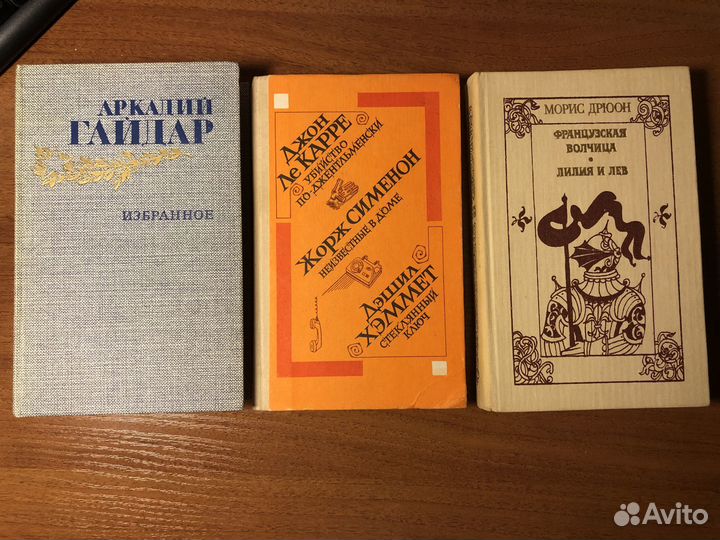 АРКАДИЙ
ГАЙДАР
ИЗБРАННОЕ
ДЖОН
ЛЕ КАРРЕ
УБИЙСТВО
ПО-ДЖЕНТЛЬМЕНСКИ
ЖОРЖ СИМЕНОН
НЕИЗВЕСТНЫЕ В ДОМЕ
ДЭШИЛ
ХЭММЕТ
СТЕКЛЯННЫЙ
КЛЮЧ
МОРИС ДРЮОН
ФРАНЦУЗСКАЯ
ВОЛЧИЦА
•
ЛИЛИЯ И ЛЕВ
Avito